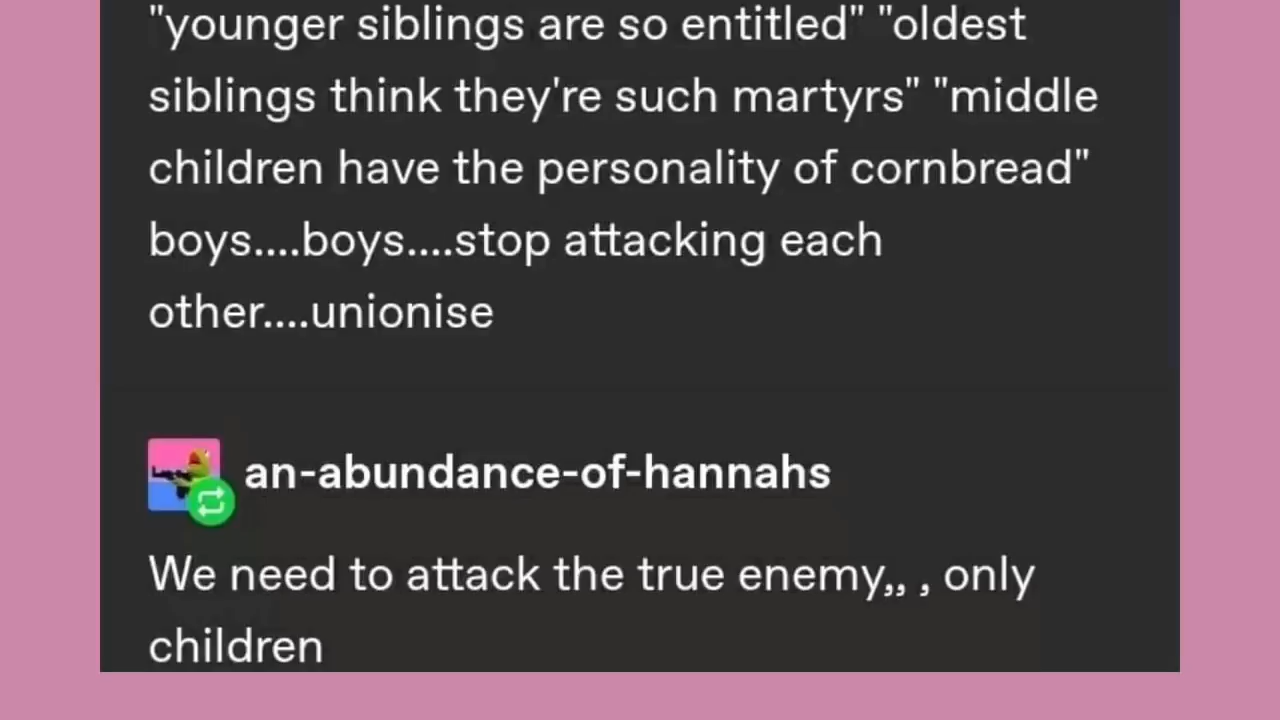 "younger siblings are so entitled" "oldest
siblings think they're such martyrs" "middle
children have the personality of cornbread"
boys....boys....stop attacking each
other....unionise
an-abundance-of-hannahs
We need to attack the true enemy,, , only
children